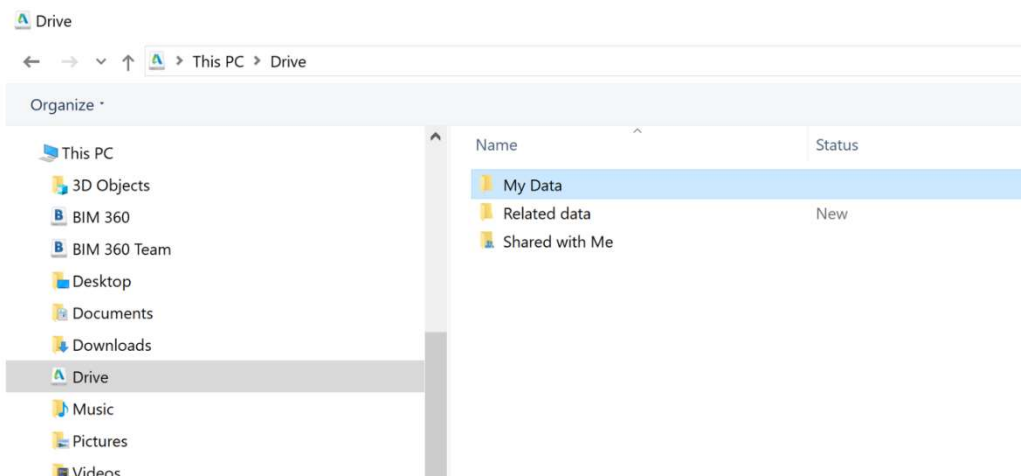 Drive
This PC > Drive
Organize
Name Status
This PC
3D Objects
BIM 360
BIM 360 Team
Desktop
Documents
Downloads
Drive
Music
Pictures
Videos
My Data
Related data New
Shared with Me